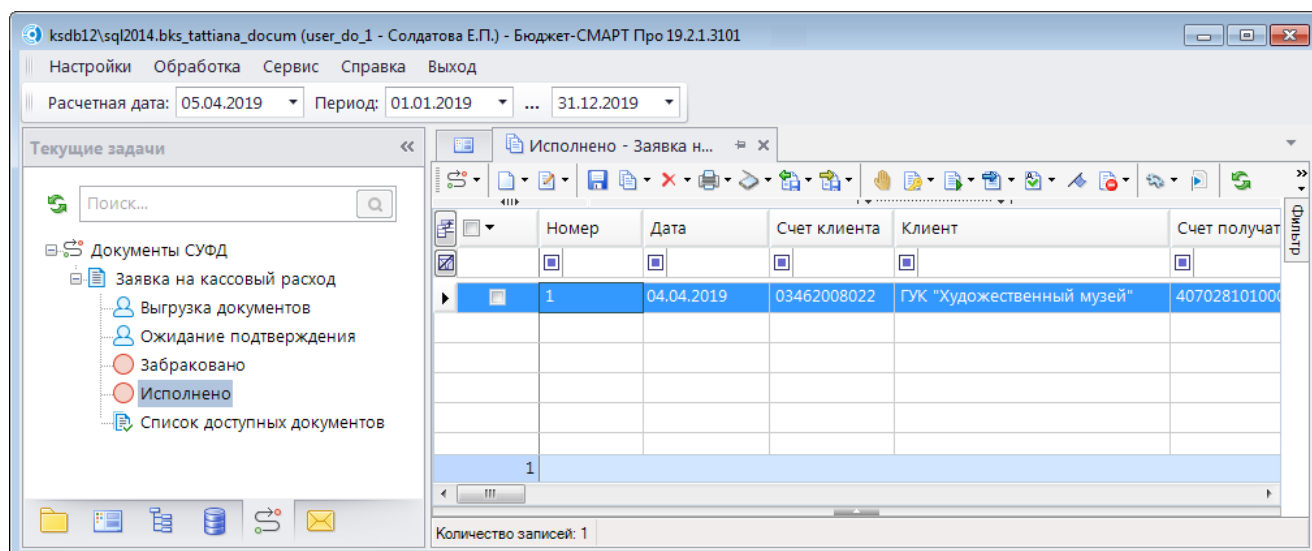 ksdb12\sql2014.bks_tattiana_docum (user_do_1 - Солдатова Е.П.) - Бюджет-СМАРТ Про 19.2.1.3101
Настройки Обработка Сервис Справка Выход
Расчетная дата: 05.04.2019 Период: 01.01.2019 ... 31.12.2019
Текущие задачи
Исполнено - Заявка н...
Поиск...
Фильтр
Номер Дата Счет клиента Клиент Счет получат
Документы СУФД
Заявка на кассовый расход
1 04.04.2019 03462008022 ГУК "Художественный музей" 407028101000
Выгрузка документов
Ожидание подтверждения
Забраковано
Исполнено
Список доступных документов
1
Количество записей: 1